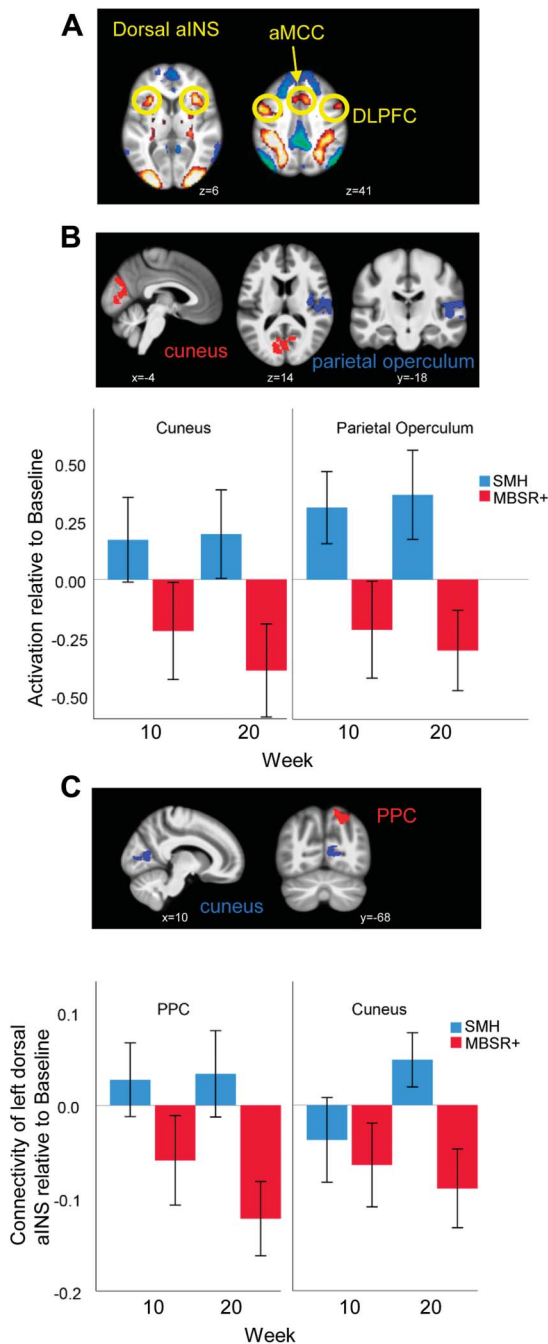 A
Dorsal aINS
aMCC
DLPFC
z=6
z=41
B
cuneus
parietal operculum
x=-4
z=14
y=-18
Cuneus
Parietal Operculum
SMH
MBSR+
Activation relative to Baseline
0.50
0.25
0.00
-0.25
-0.50
10
20
10
20
Week
C
PPC
cuneus
x=10
y=-68
PPC
Cuneus
SMH
MBSR+
Connectivity of left dorsal
aINS relative to Baseline
0.1
0.0
-0.1
-0.2
10
20
10
20
Week